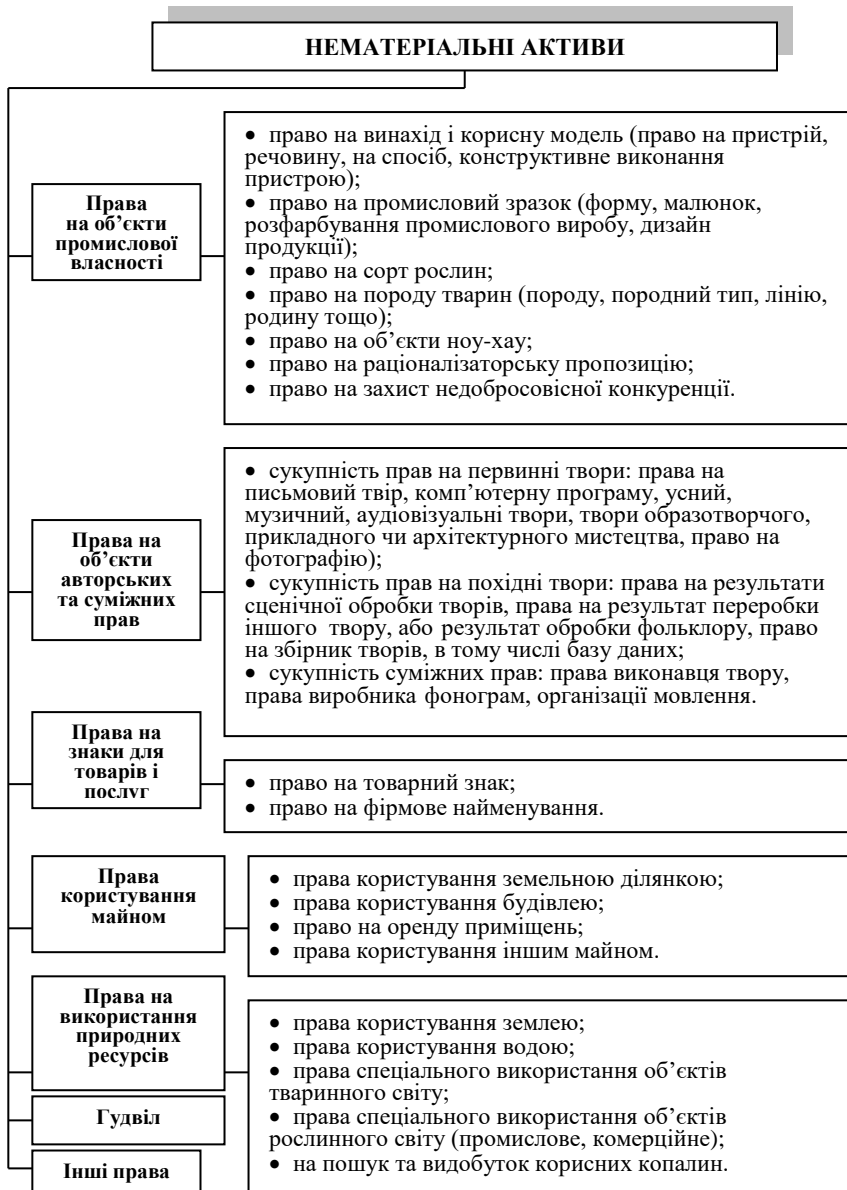 НЕМАТЕРІАЛЬНІ АКТИВИ
Права
на об’єкти
промислової
власності
• право на винахід і корисну модель (право на пристрій,
речовину, на спосіб, конструктивне виконання
пристрою);
• право на промисловий зразок (форму, малюнок,
розфарбування промислового виробу, дизайн
продукції);
• право на сорт рослин;
• право на породу тварин (породу, породний тип, лінію,
родину тощо);
• право на об’єкти ноу-хау;
• право на раціоналізаторську пропозицію;
• право на захист недобросовісної конкуренції.
Права на
об’єкти
авторських
та суміжних
прав
• сукупність прав на первинні твори: права на
письмовий твір, комп’ютерну програму, усний,
музичний, аудіовізуальні твори, твори образотворчого,
прикладного чи архітектурного мистецтва, право на
фотографію);
• сукупність прав на похідні твори: права на результати
сценічної обробки творів, права на результат переробки
іншого твору, або результат обробки фольклору, право
на збірник творів, в тому числі базу даних;
• сукупність суміжних прав: права виконавця твору,
права виробника фонограм, організації мовлення.
Права на
знаки для
товарів і
послуг
• право на товарний знак;
• право на фірмове найменування.
Права
користування
майном
• права користування земельною ділянкою;
• права користування будівлею;
• право на оренду приміщень;
• права користування іншим майном.
Права на
використання
природних
ресурсів
• права користування землею;
• права користування водою;
• права спеціального використання об’єктів
тваринного світу;
• права спеціального використання об’єктів
рослинного світу (промислове, комерційне);
• на пошук та видобуток корисних копалин.
Гудвіл
Інші права